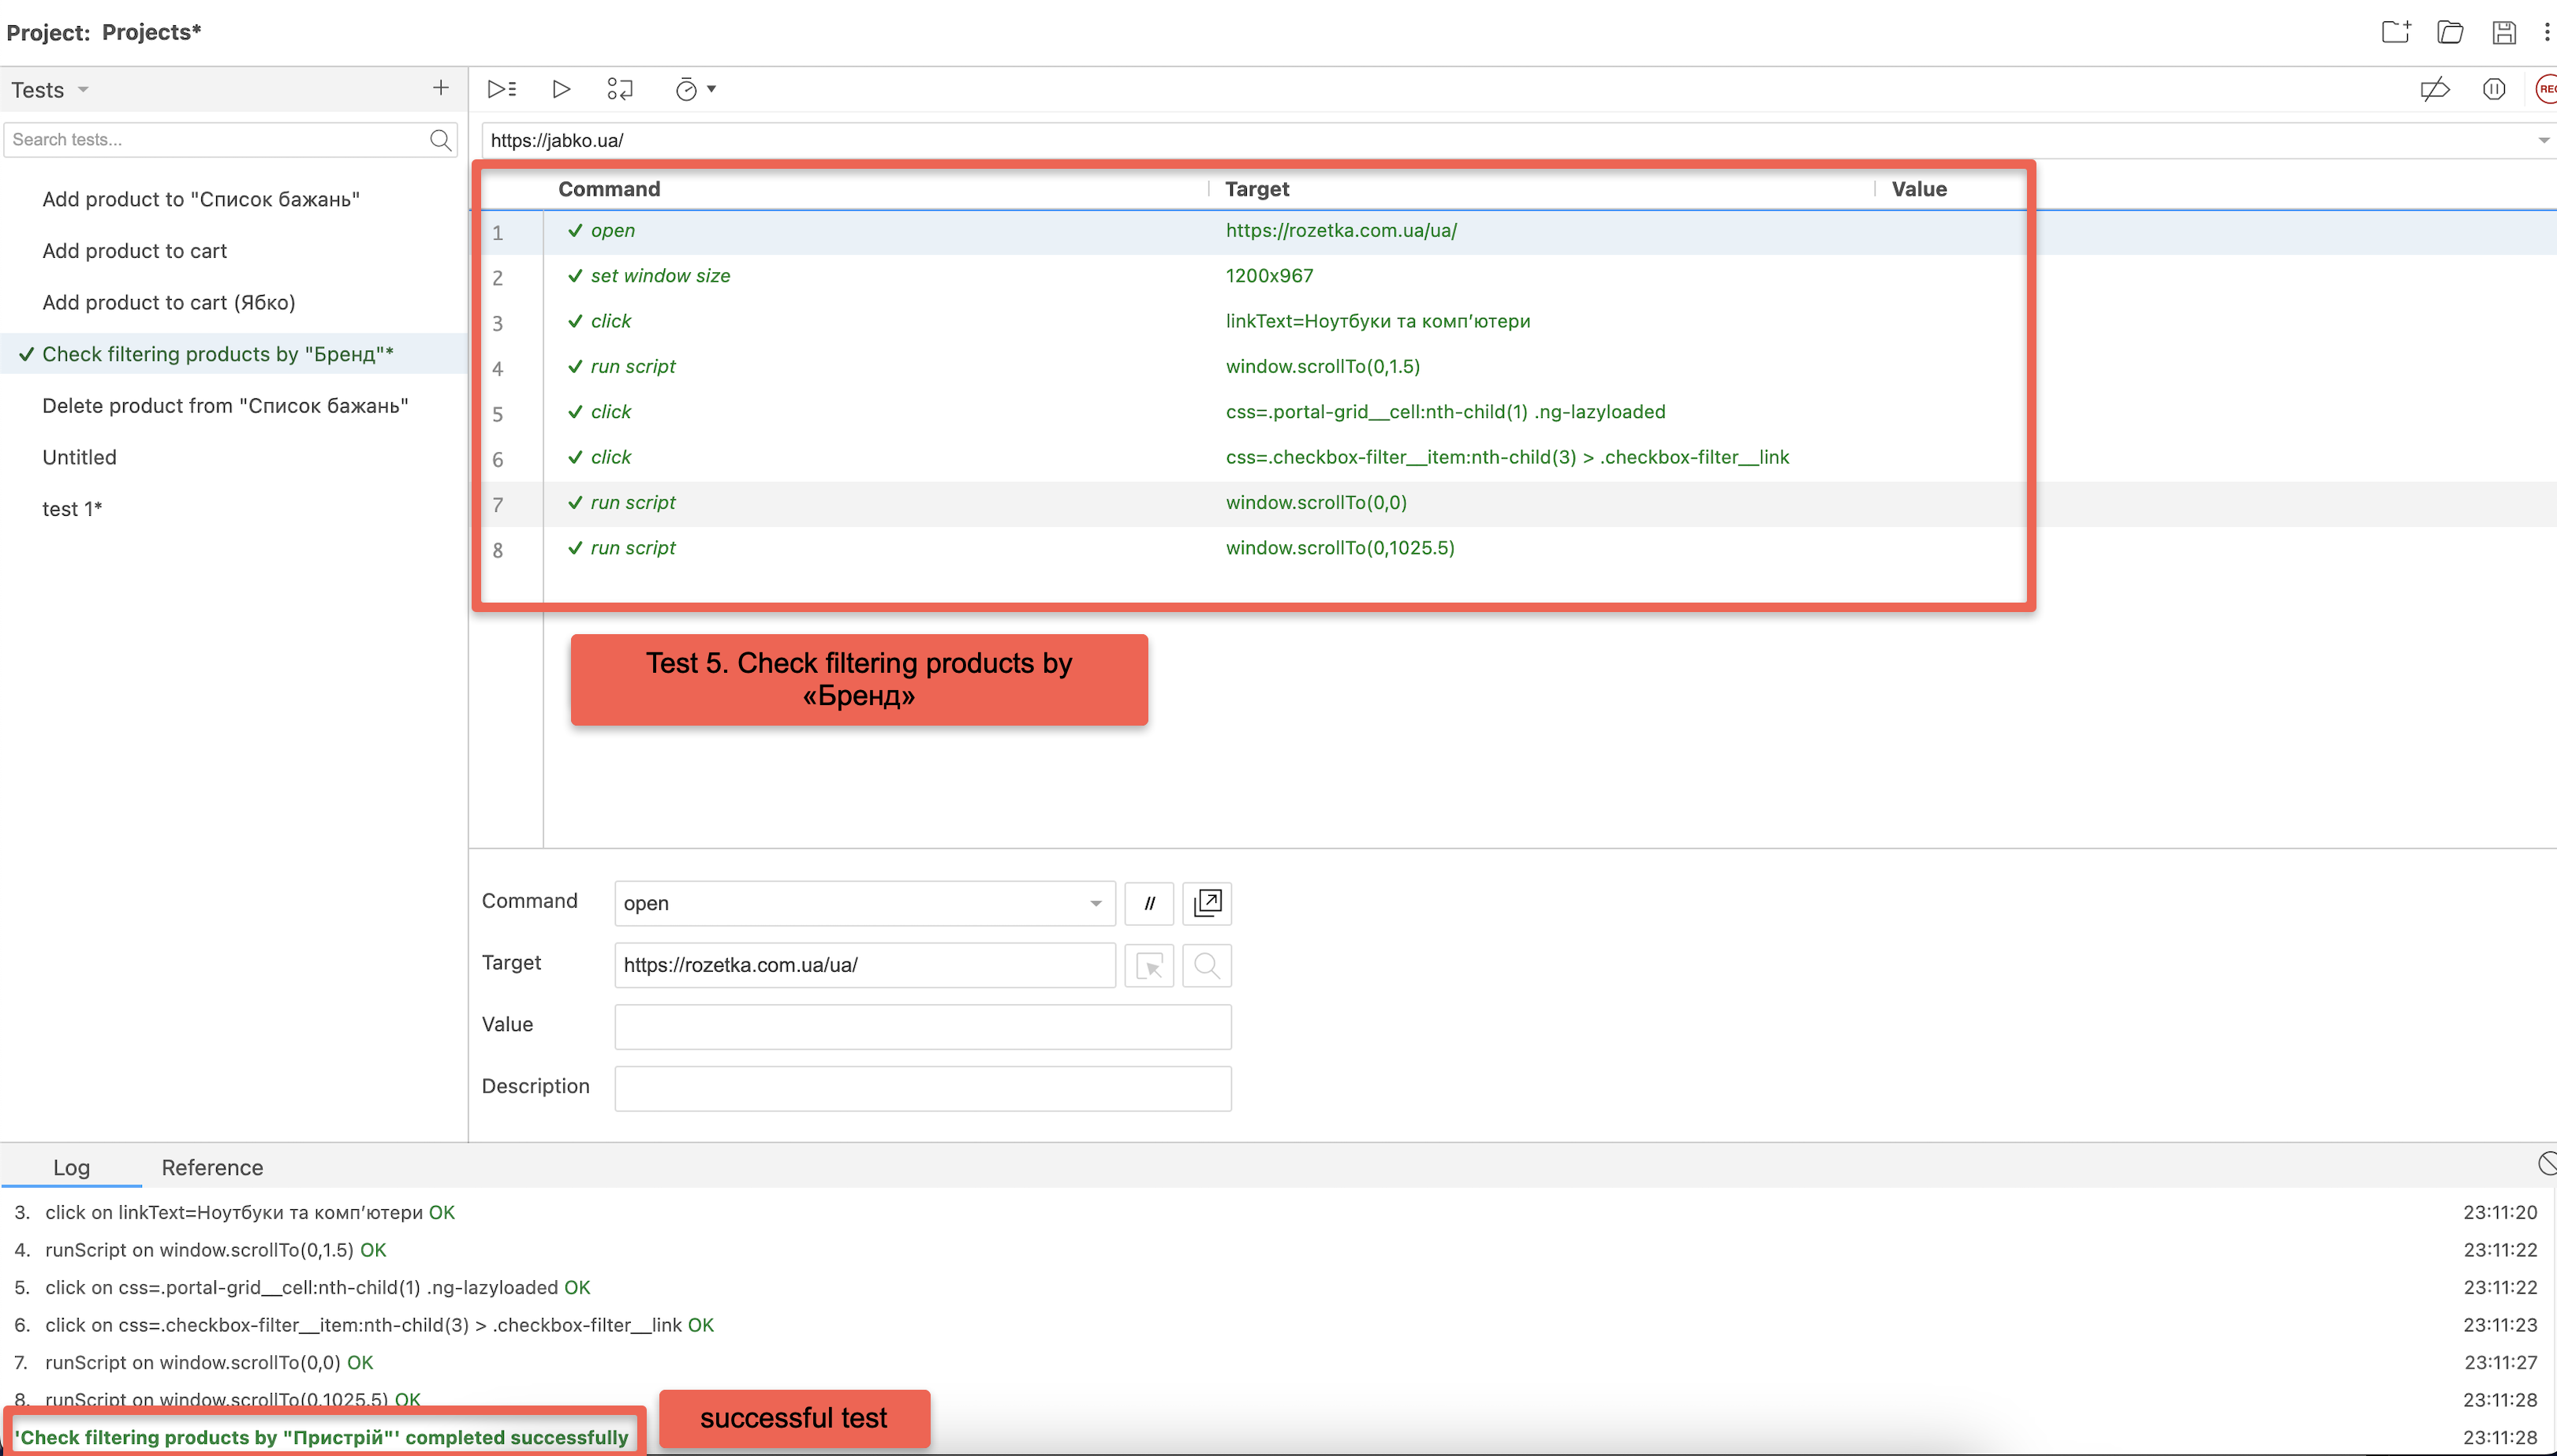 Project: Projects*
Tests
Search tests...
https://jabko.ua/
REC
Add product to "Список бажань"
Add product to cart
Add product to cart (Ябко)
Check filtering products by "Бренд"*
Delete product from "Список бажань"
Untitled
test 1*
Command Target Value
1 open https://rozetka.com.ua/ua/
2 set window size 1200x967
3 click linkText=Ноутбуки та комп’ютери
4 run script window.scrollTo(0,1.5)
5 click css=.portal-grid__cell:nth-child(1) .ng-lazyloaded
6 click css=.checkbox-filter__item:nth-child(3) > .checkbox-filter__link
7 run script window.scrollTo(0,0)
8 run script window.scrollTo(0,1025.5)
Test 5. Check filtering products by
«Бренд»
Command open //
Target https://rozetka.com.ua/ua/
Value
Description
Log Reference
3. click on linkText=Ноутбуки та комп’ютери OK 23:11:20
4. runScript on window.scrollTo(0,1.5) OK 23:11:22
5. click on css=.portal-grid__cell:nth-child(1) .ng-lazyloaded OK 23:11:22
6. click on css=.checkbox-filter__item:nth-child(3) > .checkbox-filter__link OK 23:11:23
7. runScript on window.scrollTo(0,0) OK 23:11:27
8. runScript on window.scrollTo(0,1025.5) OK 23:11:28
'Check filtering products by "Пристрій"' completed successfully 23:11:28
successful test